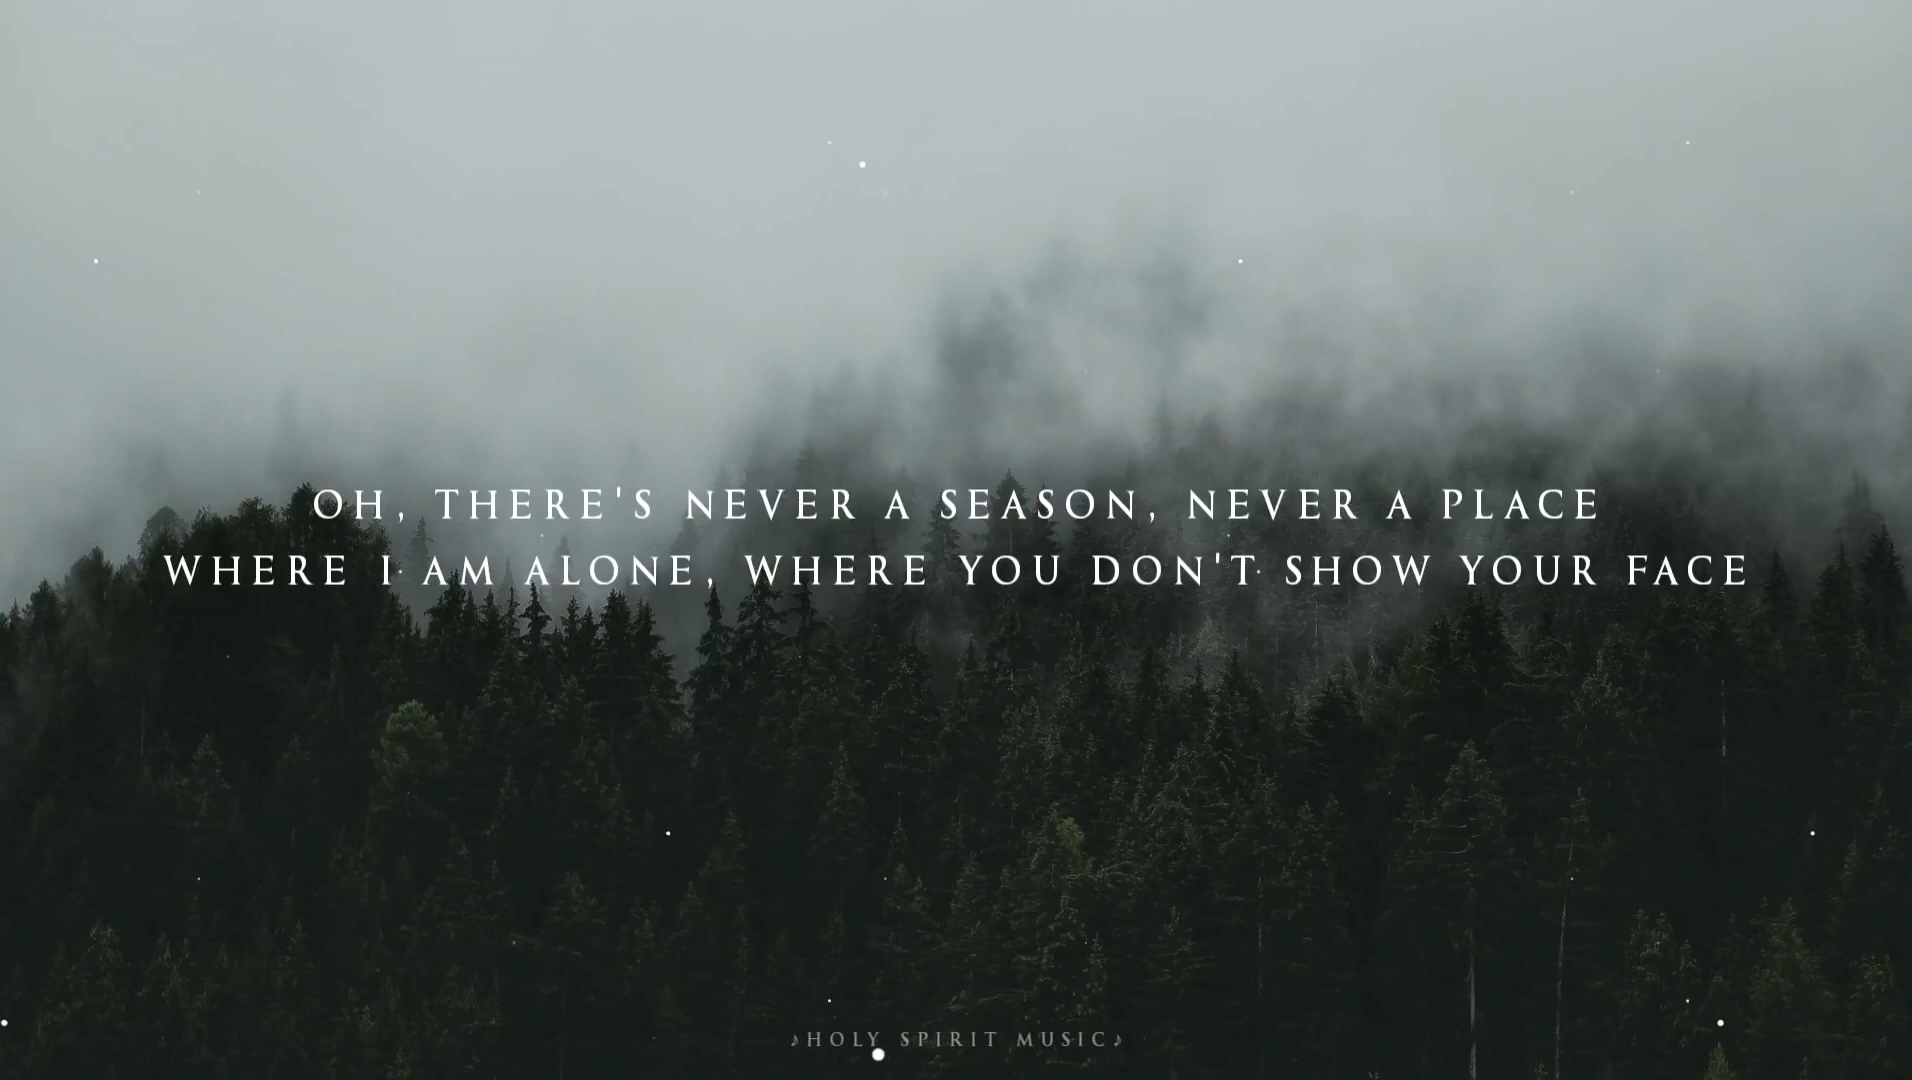 OH, THERE'S NEVER A SEASON, NEVER A PLACE
WHERE I AM ALONE, WHERE YOU DON'T SHOW YOUR FACE
♪HOLY SPIRIT MUSIC♪